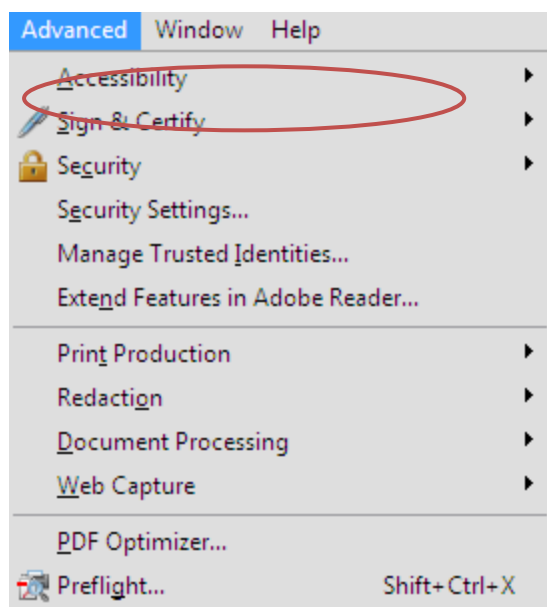 Advanced Window Help
Accessibility
Sign & Certify
Security
Security Settings...
Manage Trusted Identities...
Extend Features in Adobe Reader...
Print Production
Redaction
Document Processing
Web Capture
PDF Optimizer...
Preflight... Shift+Ctrl+X